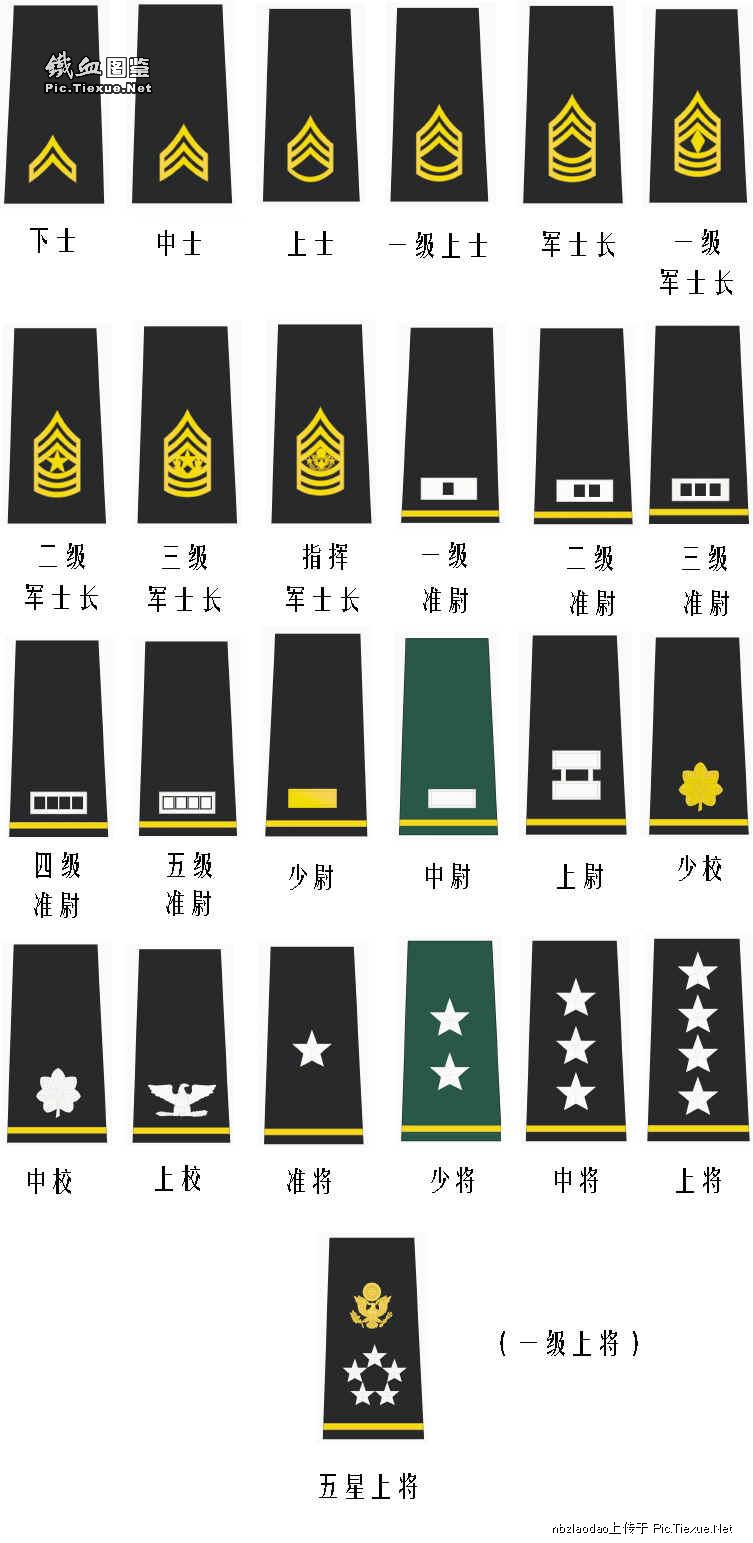 铁血图鉴
Pic.Tiexue.Net
下士
中士
上士
一级上士
军士长
一级
军士长
二级
军士长
三级
军士长
指挥
军士长
一级
准尉
二级
准尉
三级
准尉
四级
准尉
五级
准尉
少尉
中尉
上尉
少校
中校
上校
准将
少将
中将
上将
(一级上将)
五星上将
nbzlaodao上传于 Pic.Tiexue.Net